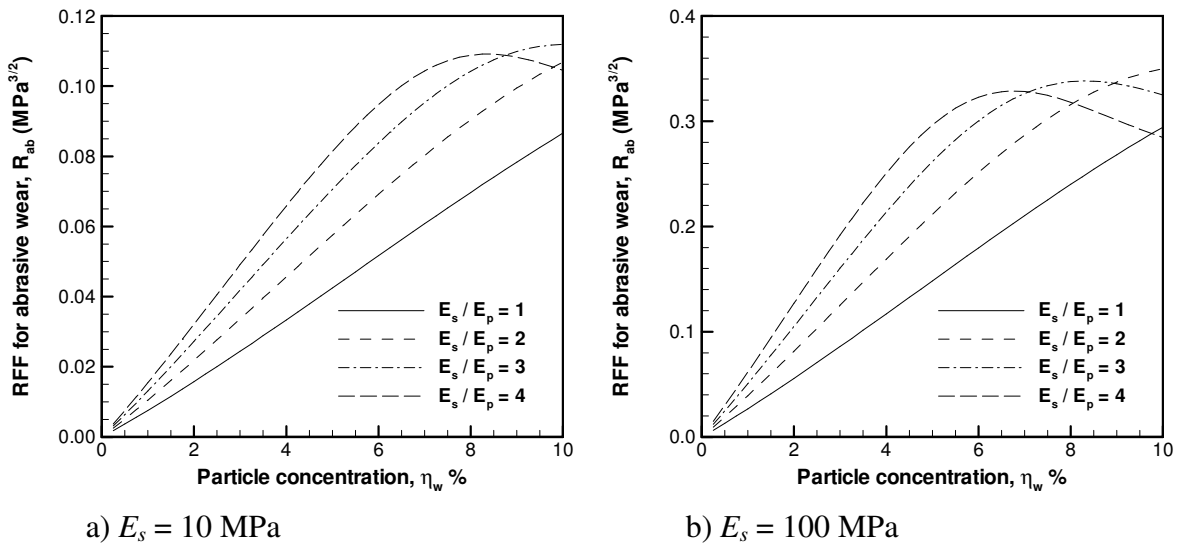 RFF for abrasive wear, R_ab (MPa^3/2)
0.12
0.10
0.08
0.06
0.04
0.02
0.00
0 2 4 6 8 10
Particle concentration, η_w %
E_s / E_p = 1
E_s / E_p = 2
E_s / E_p = 3
E_s / E_p = 4
a) E_s = 10 MPa
RFF for abrasive wear, R_ab (MPa^3/2)
0.4
0.3
0.2
0.1
0.0
0 2 4 6 8 10
Particle concentration, η_w %
E_s / E_p = 1
E_s / E_p = 2
E_s / E_p = 3
E_s / E_p = 4
b) E_s = 100 MPa